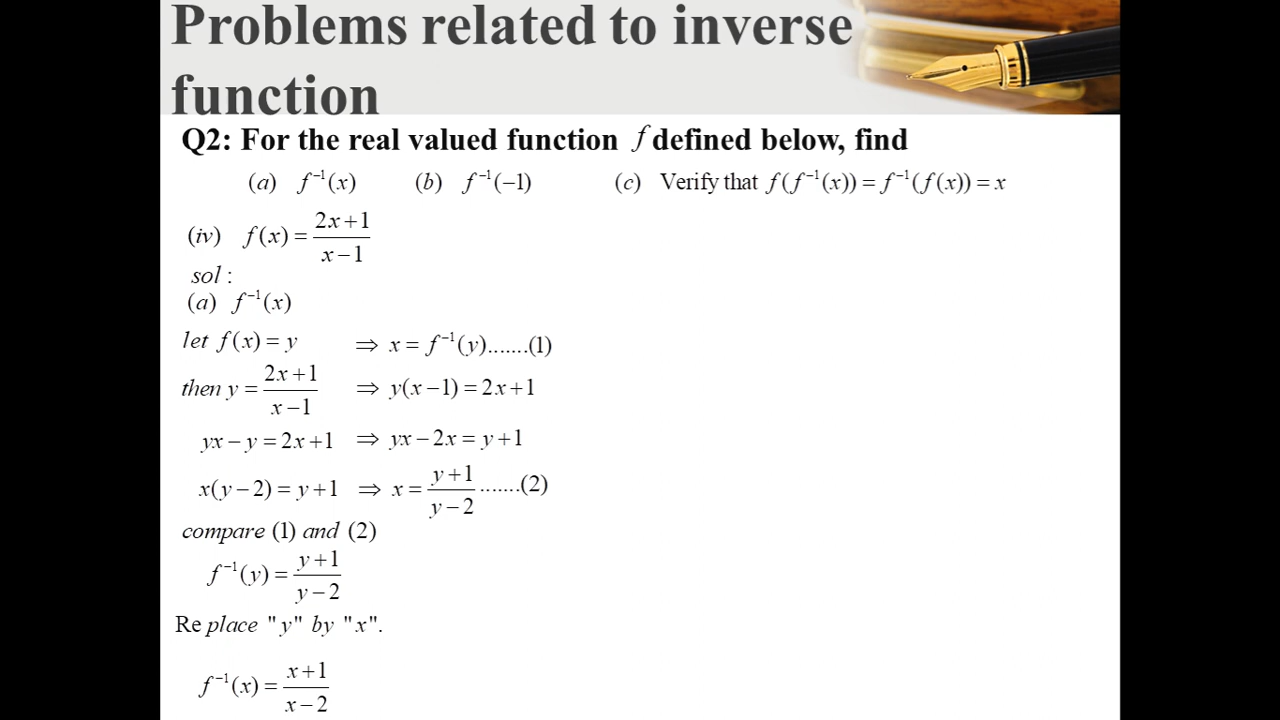 Problems related to inverse
function
Q2: For the real valued function f defined below, find
(a) f⁻¹(x) (b) f⁻¹(−1) (c) Verify that f(f⁻¹(x)) = f⁻¹(f(x)) = x
(iv) f(x) = (2x+1)/(x−1)
sol :
(a) f⁻¹(x)
let f(x) = y ⇒ x = f⁻¹(y).......(1)
then y = (2x+1)/(x−1) ⇒ y(x−1) = 2x+1
yx − y = 2x+1 ⇒ yx − 2x = y+1
x(y−2) = y+1 ⇒ x = (y+1)/(y−2) .......(2)
compare (1) and (2)
f⁻¹(y) = (y+1)/(y−2)
Re place "y" by "x".
f⁻¹(x) = (x+1)/(x−2)